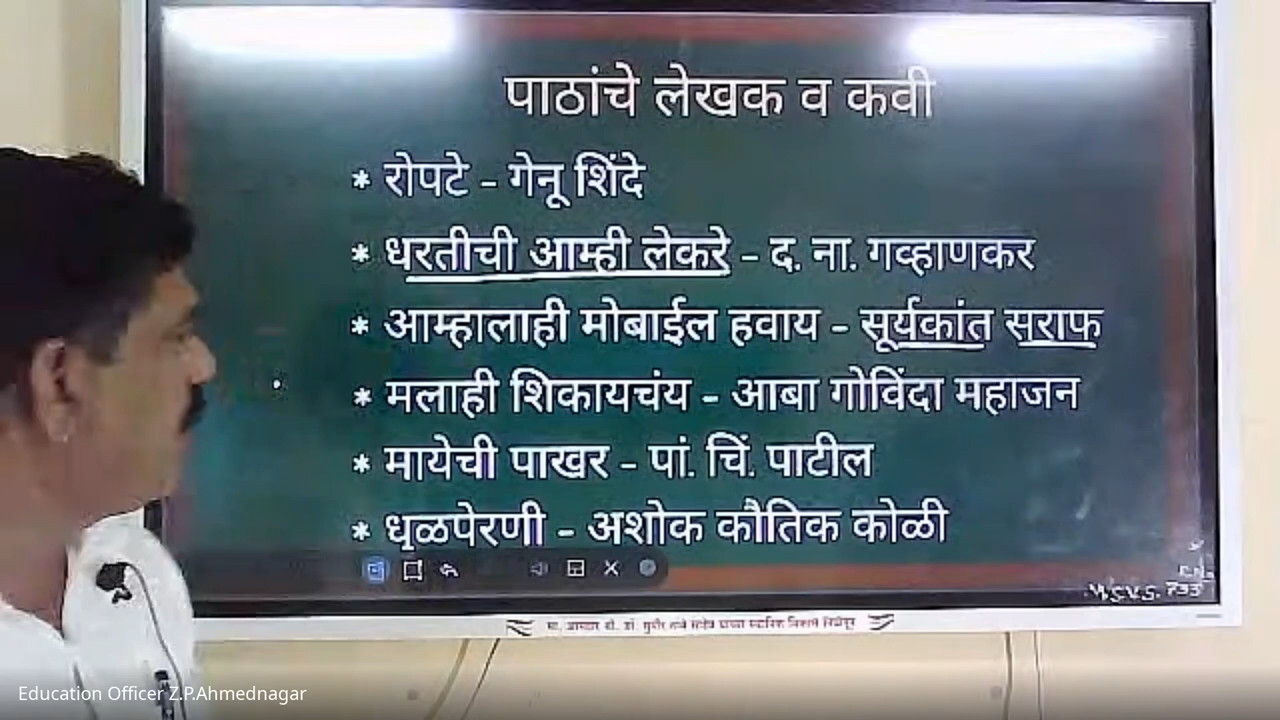 पाठांचे लेखक व कवी
* रोपटे - गेनू शिंदे
* धरतीची आम्ही लेकरे - द. ना. गव्हाणकर
* आम्हालाही मोबाईल हवाय - सूर्यकांत सराफ
* मलाही शिकायचंय - आबा गोविंदा महाजन
* मायेची पाखर - पां. चिं. पाटील
* धूळपेरणी - अशोक कौतिक कोळी
Education Officer Z.P.Ahmednagar